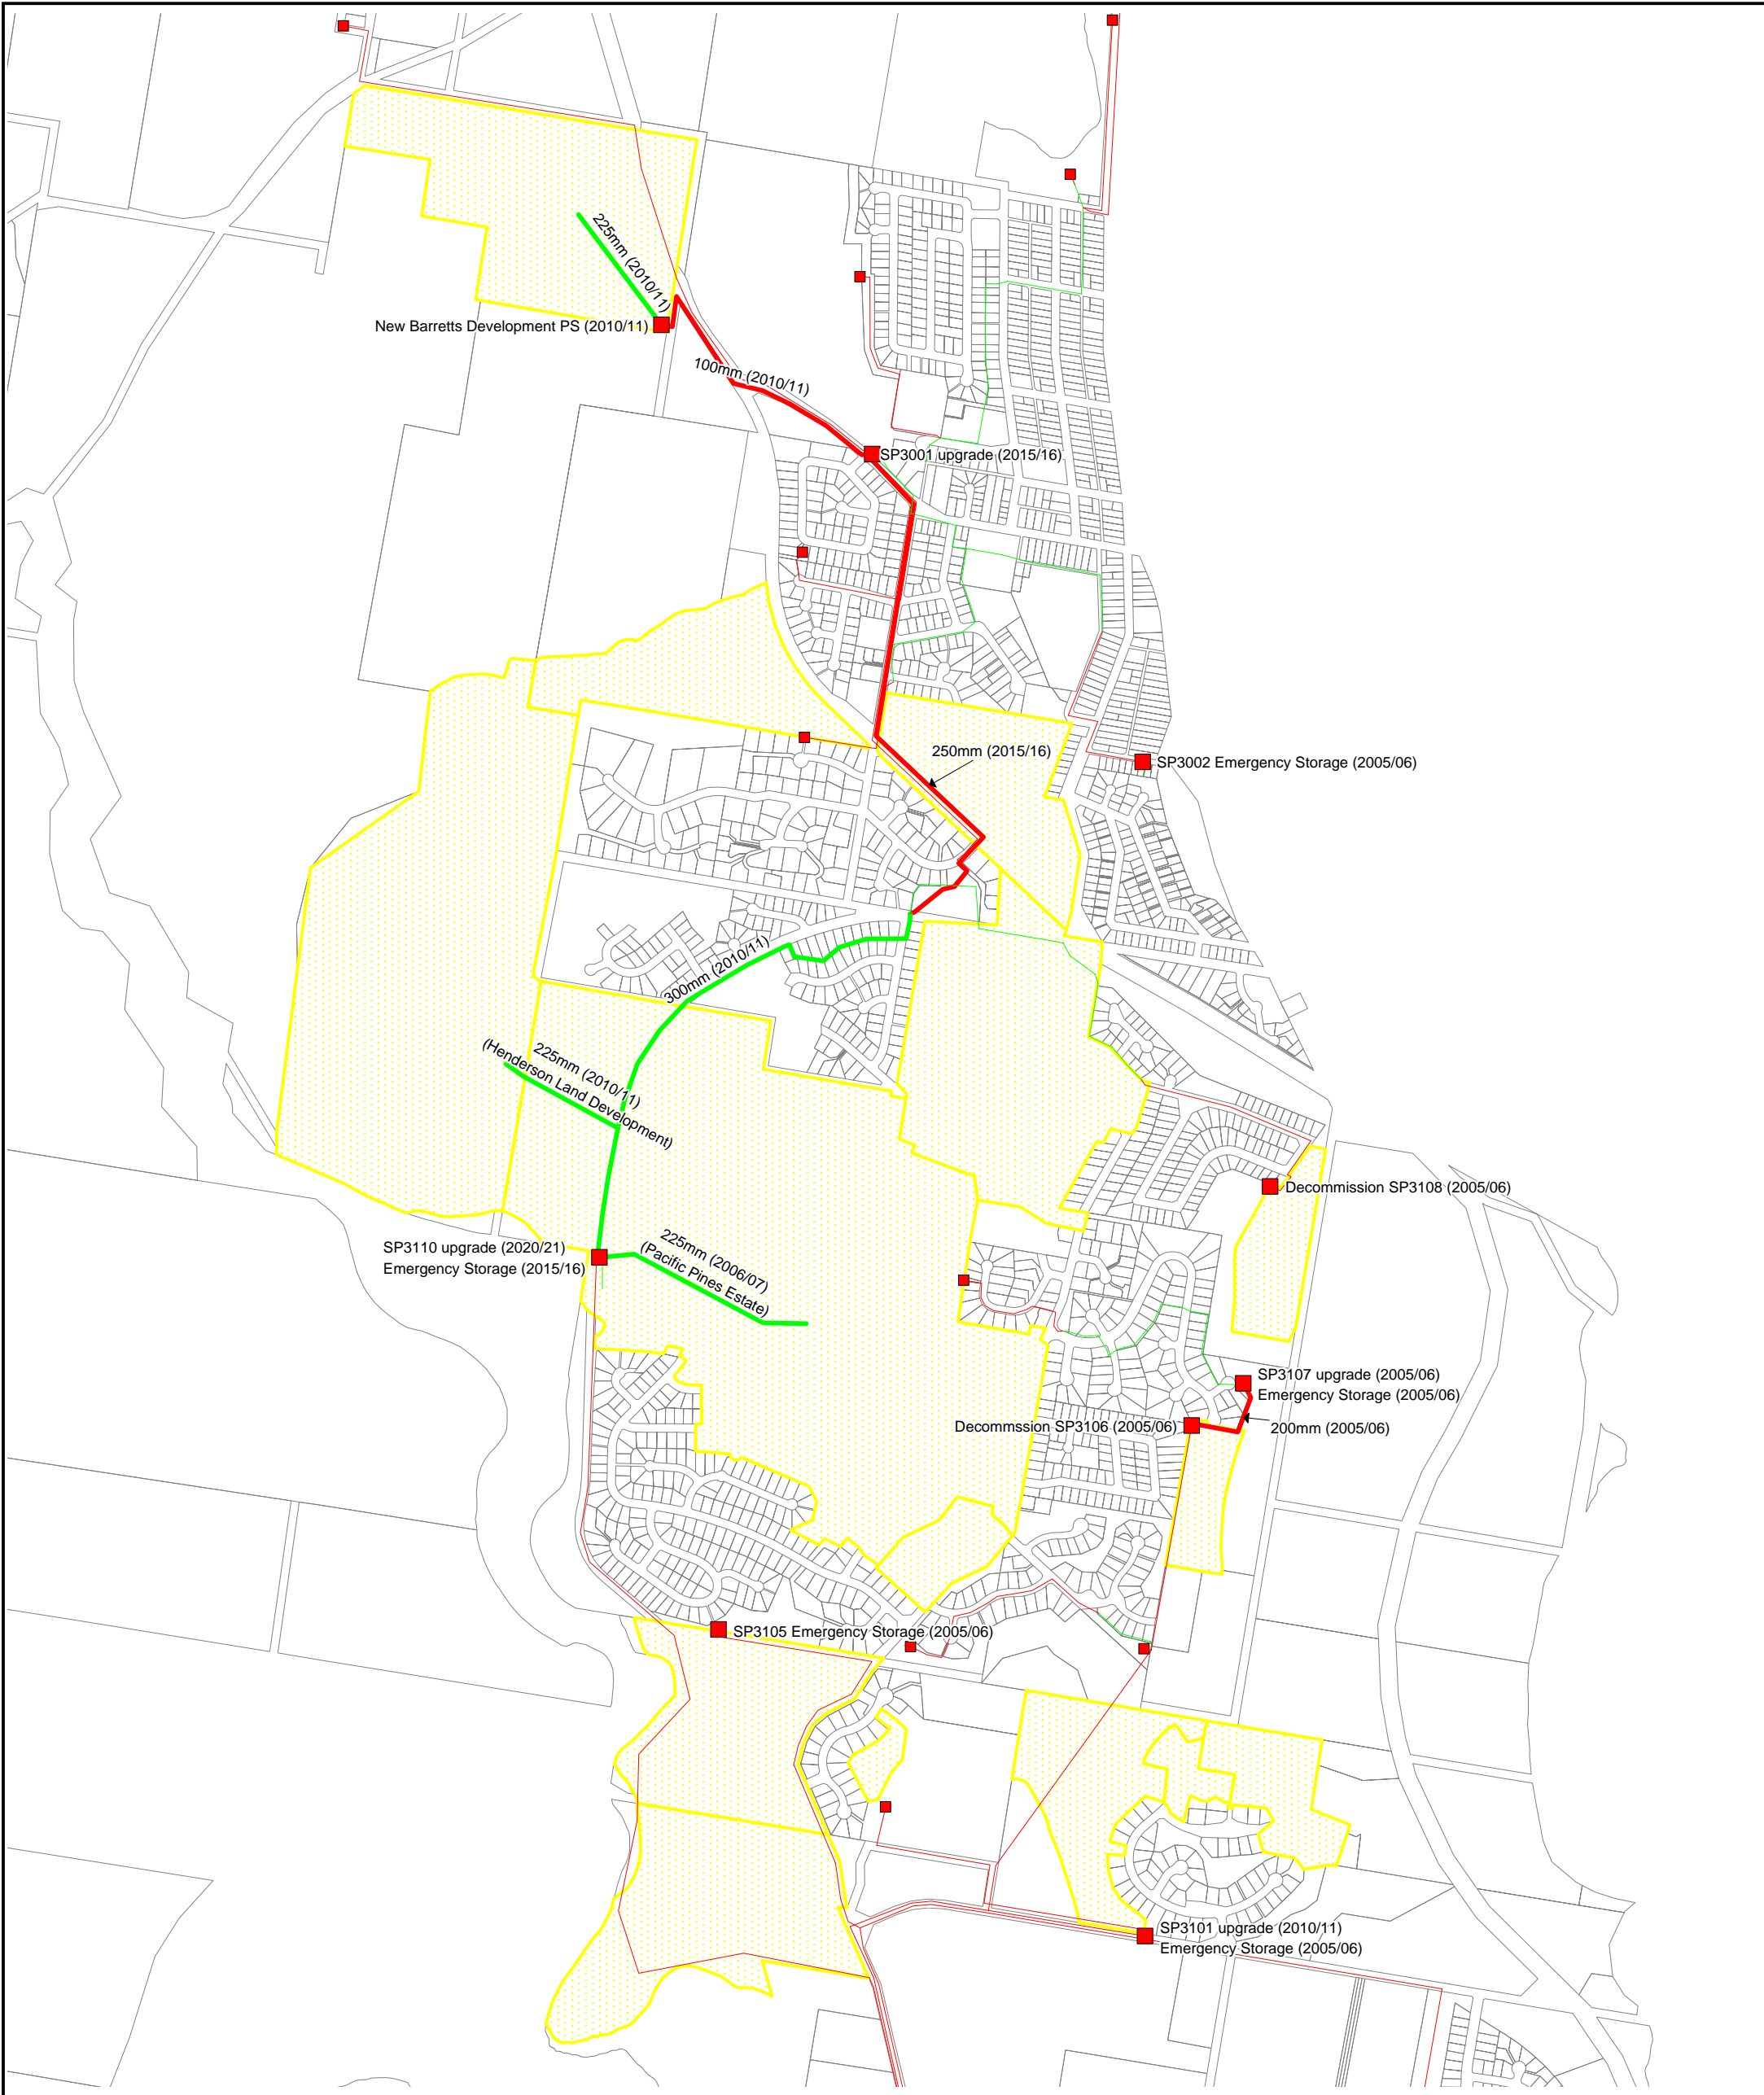 225mm (2010/11)
New Barretts Development PS (2010/11)
100mm (2010/11)
SP3001 upgrade (2015/16)
250mm (2015/16)
SP3002 Emergency Storage (2005/06)
300mm (2010/11)
225mm (2010/11)
(Henderson Land Development)
Decommission SP3108 (2005/06)
SP3110 upgrade (2020/21)
Emergency Storage (2015/16)
225mm (2006/07)
(Pacific Pines Estate)
SP3107 upgrade (2005/06)
Emergency Storage (2005/06)
Decommssion SP3106 (2005/06)
200mm (2005/06)
SP3105 Emergency Storage (2005/06)
SP3101 upgrade (2010/11)
Emergency Storage (2005/06)